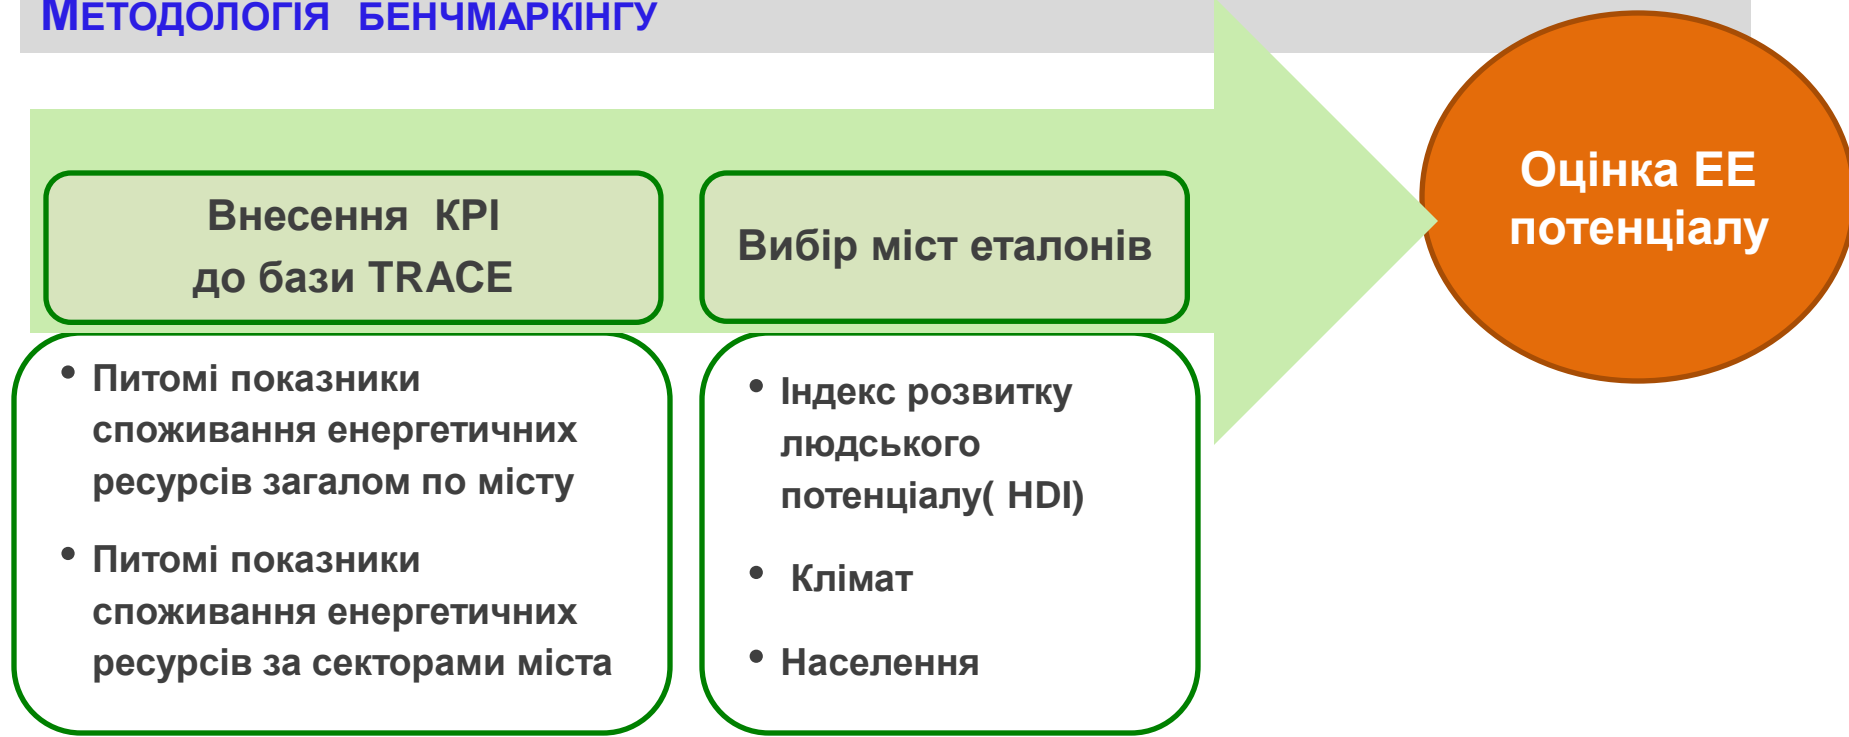 МЕТОДОЛОГІЯ БЕНЧМАРКІНГУ
Внесення КРІ
до бази TRACE
Вибір міст еталонів
Оцінка ЕЕ
потенціалу
• Питомі показники
споживання енергетичних
ресурсів загалом по місту
• Питомі показники
споживання енергетичних
ресурсів за секторами міста
• Індекс розвитку
людського
потенціалу( HDI)
• Клімат
• Населення